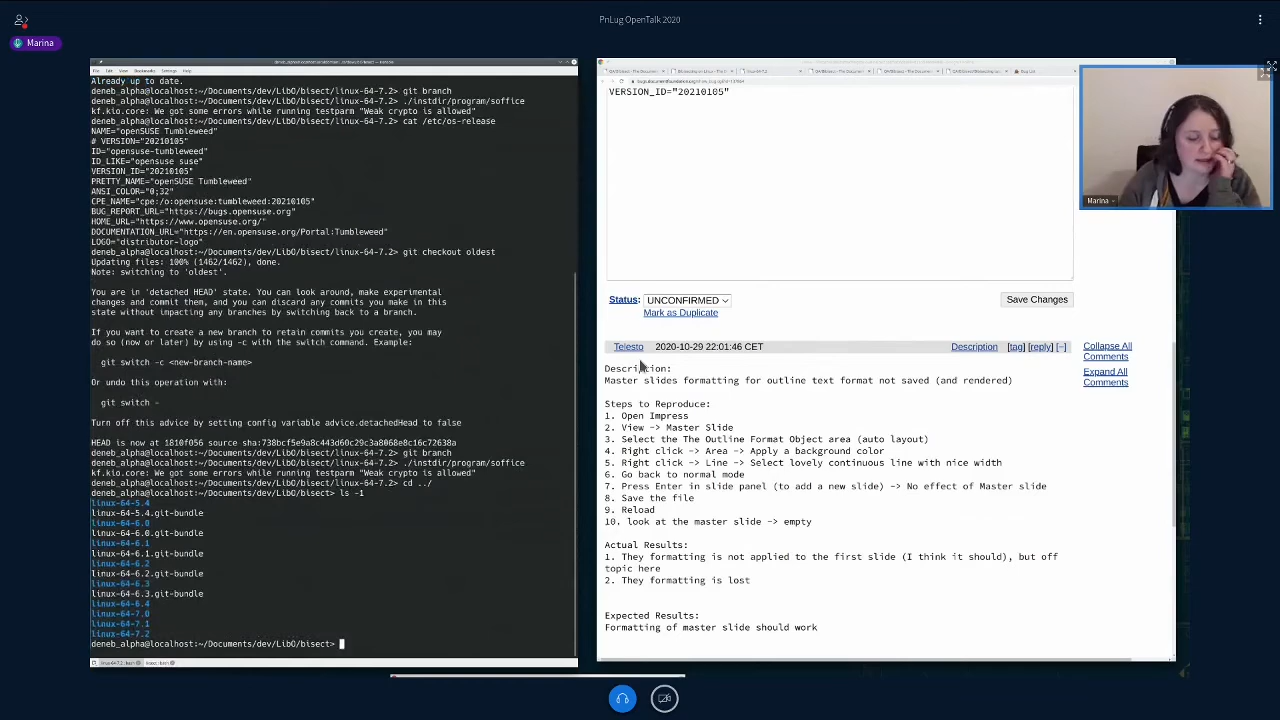 PnLug OpenTalk 2020
Marina
Already up to date.
deneb_alpha@localhost:~/Documents/dev/LibO/bisect/linux-64-7.2> git branch
deneb_alpha@localhost:~/Documents/dev/LibO/bisect/linux-64-7.2> ./instdir/program/soffice
kf.kio.core: We got some errors while running testparm "Weak crypto is allowed"
deneb_alpha@localhost:~/Documents/dev/LibO/bisect/linux-64-7.2> cat /etc/os-release
NAME="openSUSE Tumbleweed"
# VERSION="20210105"
ID="opensuse-tumbleweed"
ID_LIKE="opensuse suse"
VERSION_ID="20210105"
PRETTY_NAME="openSUSE Tumbleweed"
ANSI_COLOR="0;32"
CPE_NAME="cpe:/o:opensuse:tumbleweed:20210105"
BUG_REPORT_URL="https://bugs.opensuse.org"
HOME_URL="https://www.opensuse.org/"
DOCUMENTATION_URL="https://en.opensuse.org/Portal:Tumbleweed"
LOGO="distributor-logo"
deneb_alpha@localhost:~/Documents/dev/LibO/bisect/linux-64-7.2> git checkout oldest
Updating files: 100% (1462/1462), done.
Note: switching to 'oldest'.
You are in 'detached HEAD' state. You can look around, make experimental
changes and commit them, and you can discard any commits you make in this
state without impacting any branches by switching back to a branch.
If you want to create a new branch to retain commits you create, you may
do so (now or later) by using -c with the switch command. Example:
git switch -c <new-branch-name>
Or undo this operation with:
git switch -
Turn off this advice by setting config variable advice.detachedHead to false
HEAD is now at 1810f056 source sha:738bcf5e9a8c443d60c29c3a8068e8c16c72638a
deneb_alpha@localhost:~/Documents/dev/LibO/bisect/linux-64-7.2> git branch
deneb_alpha@localhost:~/Documents/dev/LibO/bisect/linux-64-7.2> ./instdir/program/soffice
kf.kio.core: We got some errors while running testparm "Weak crypto is allowed"
deneb_alpha@localhost:~/Documents/dev/LibO/bisect/linux-64-7.2> cd ../
deneb_alpha@localhost:~/Documents/dev/LibO/bisect> ls -1
linux-64-5.4
linux-64-5.4.git-bundle
linux-64-6.0
linux-64-6.0.git-bundle
linux-64-6.1
linux-64-6.1.git-bundle
linux-64-6.2
linux-64-6.2.git-bundle
linux-64-6.3
linux-64-6.3.git-bundle
linux-64-6.4
linux-64-7.0
linux-64-7.1
linux-64-7.2
deneb_alpha@localhost:~/Documents/dev/LibO/bisect>
VERSION_ID="20210105"
Status: UNCONFIRMED
Save Changes
Mark as Duplicate
Telesto 2020-10-29 22:01:46 CET Description [tag] [reply] [−]
Collapse All
Comments
Expand All
Comments
Description:
Master slides formatting for outline text format not saved (and rendered)
Steps to Reproduce:
1. Open Impress
2. View -> Master Slide
3. Select the The Outline Format Object area (auto layout)
4. Right click -> Area -> Apply a background color
5. Right click -> Line -> Select lovely continuous line with nice width
6. Go back to normal mode
7. Press Enter in slide panel (to add a new slide) -> No effect of Master slide
8. Save the file
9. Reload
10. look at the master slide -> empty
Actual Results:
1. They formatting is not applied to the first slide (I think it should), but off
topic here
2. They formatting is lost
Expected Results:
Formatting of master slide should work
Marina